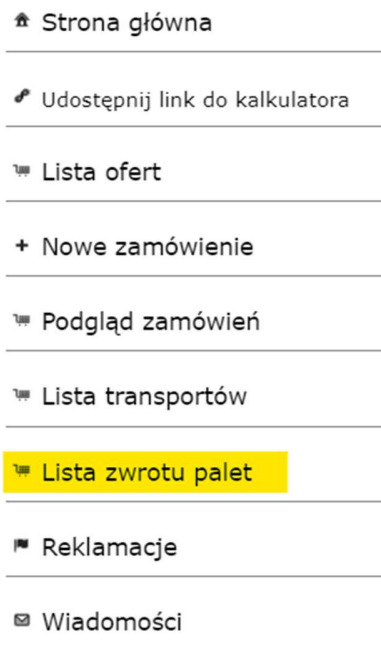 Strona główna
Udostępnij link do kalkulatora
Lista ofert
Nowe zamówienie
Podgląd zamówień
Lista transportów
Lista zwrotu palet
Reklamacje
Wiadomości